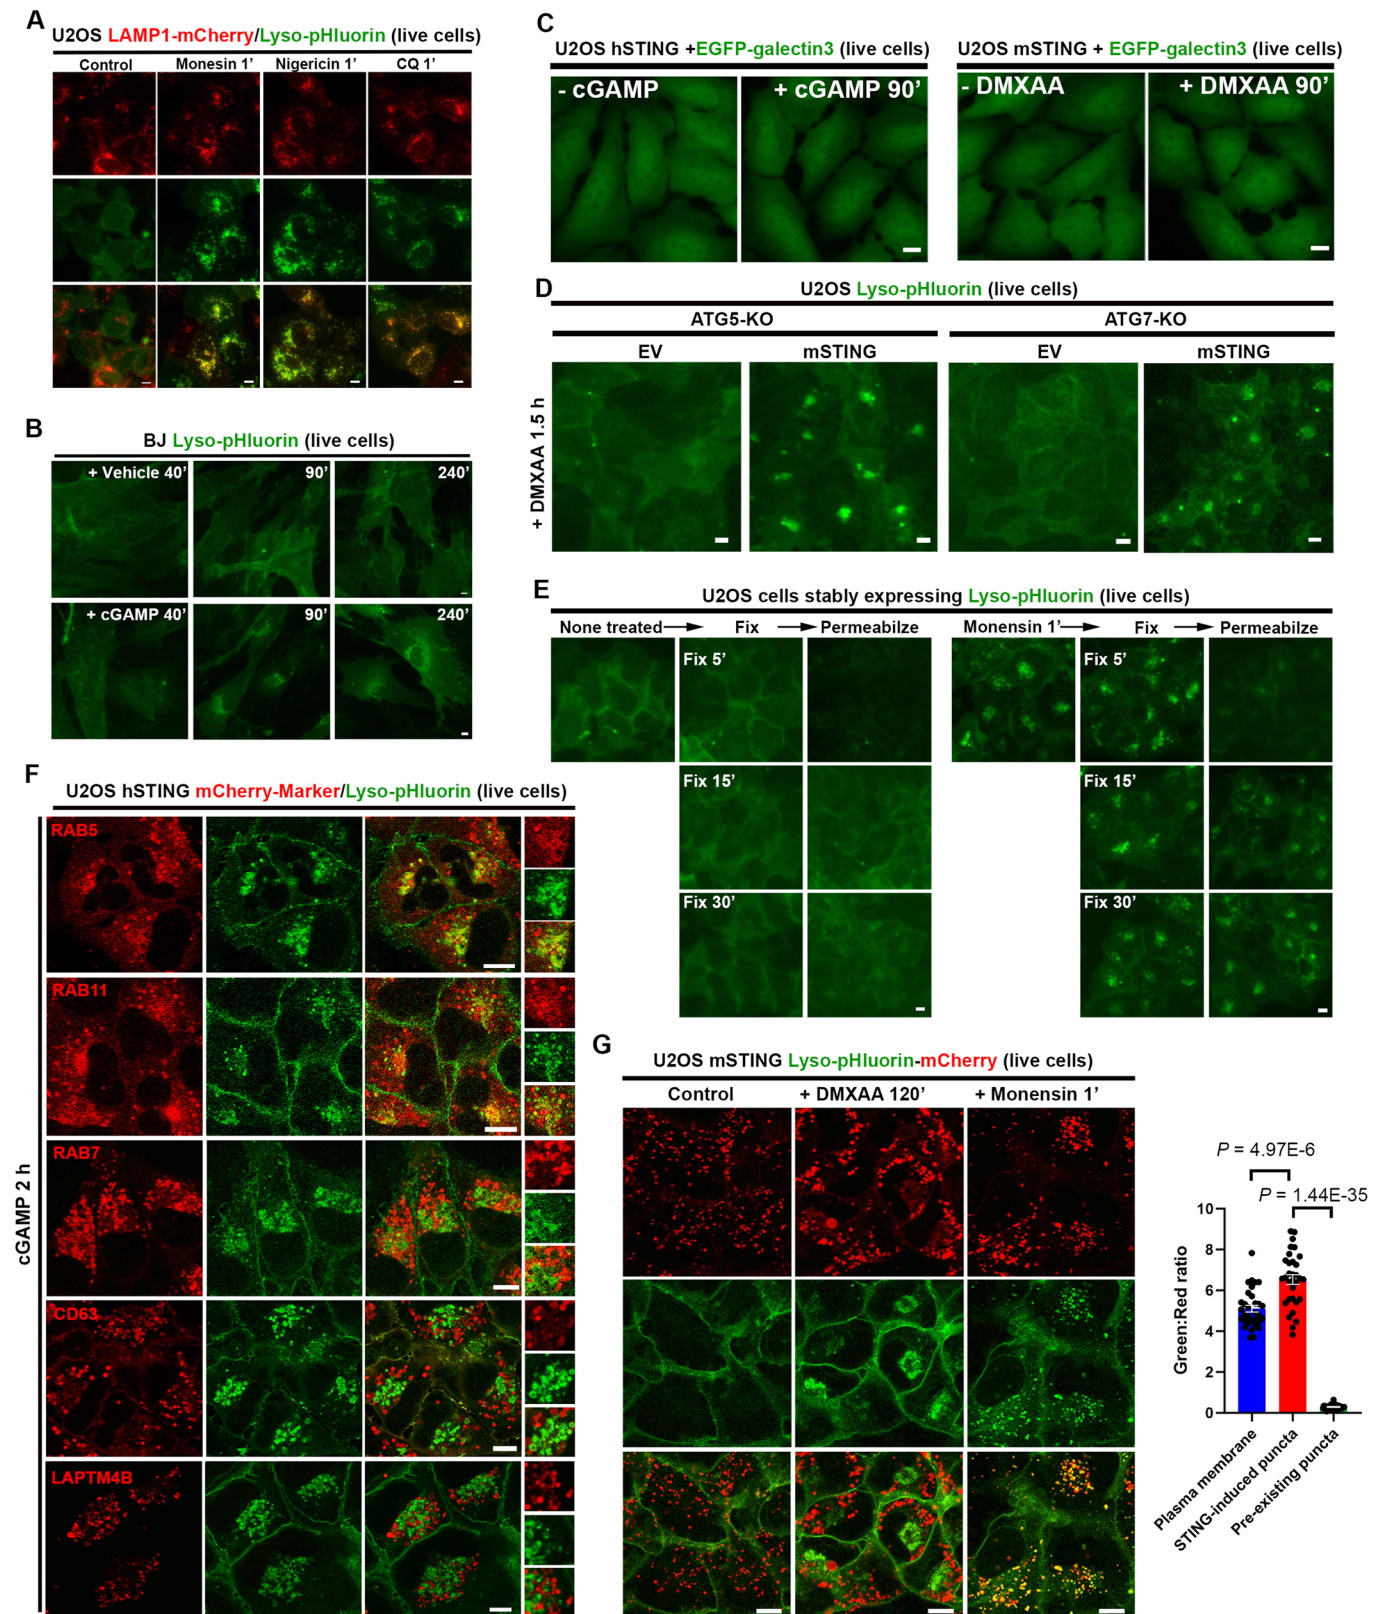 A
U2OS LAMP1-mCherry/Lyso-pHluorin (live cells)
Control Monesin 1’ Nigericin 1’ CQ 1’
B
BJ Lyso-pHluorin (live cells)
+ Vehicle 40’ 90’ 240’
+ cGAMP 40’ 90’ 240’
C
U2OS hSTING +EGFP-galectin3 (live cells)
- cGAMP + cGAMP 90’
U2OS mSTING + EGFP-galectin3 (live cells)
- DMXAA + DMXAA 90’
D
U2OS Lyso-pHluorin (live cells)
ATG5-KO ATG7-KO
EV mSTING EV mSTING
+ DMXAA 1.5 h
E
U2OS cells stably expressing Lyso-pHluorin (live cells)
None treated Fix Permeabilze Monensin 1’ Fix Permeabilze
Fix 5’ Fix 5’
Fix 15’ Fix 15’
Fix 30’ Fix 30’
F
U2OS hSTING mCherry-Marker/Lyso-pHluorin (live cells)
cGAMP 2 h
RAB5
RAB11
RAB7
CD63
LAPTM4B
G
U2OS mSTING Lyso-pHluorin-mCherry (live cells)
Control + DMXAA 120’ + Monensin 1’
P = 4.97E-6
P = 1.44E-35
Green:Red ratio
10
8
6
4
2
0
Plasma membrane
STING-induced puncta
Pre-existing puncta